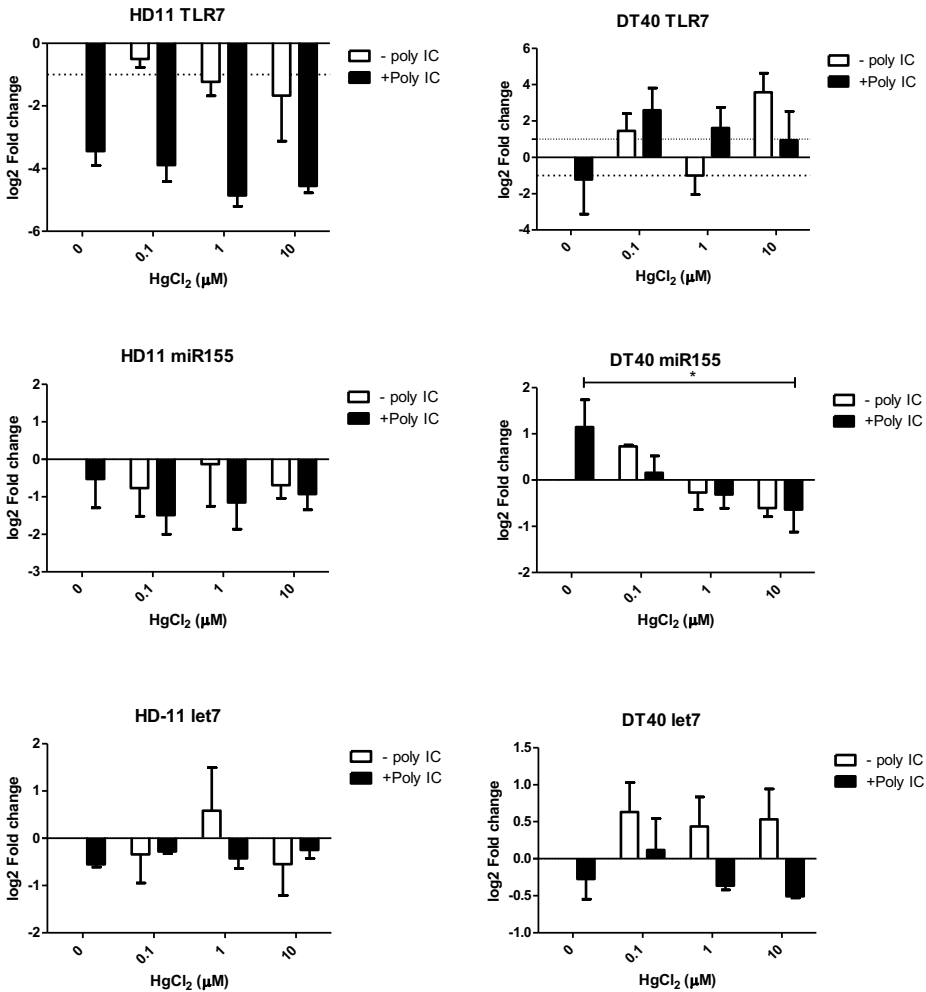 HD11 TLR7
log2 Fold change
0
-2
-4
-6
0
0.1
1
10
HgCl2 (μM)
- poly IC
+Poly IC
DT40 TLR7
log2 Fold change
6
4
2
0
-2
-4
0
0.1
1
10
HgCl2 (μM)
- poly IC
+Poly IC
HD11 miR155
log2 Fold change
2
1
0
-1
-2
-3
0
0.1
1
10
HgCl2 (μM)
- poly IC
+Poly IC
DT40 miR155
*
log2 Fold change
2
1
0
-1
-2
0
0.1
1
10
HgCl2 (μM)
- poly IC
+Poly IC
HD-11 let7
log2 Fold change
2
1
0
-1
-2
0
0.1
1
10
HgCl2 (μM)
- poly IC
+Poly IC
DT40 let7
log2 Fold change
1.5
1.0
0.5
0.0
-0.5
-1.0
0
0.1
1
10
HgCl2 (μM)
- poly IC
+Poly IC